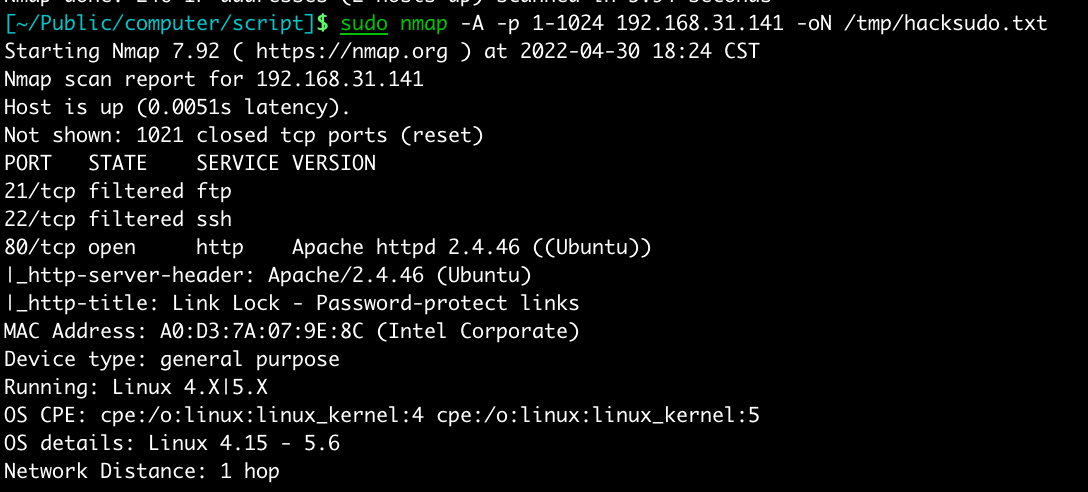 [~/Public/computer/script]$ sudo nmap -A -p 1-1024 192.168.31.141 -oN /tmp/hacksudo.txt
Starting Nmap 7.92 ( https://nmap.org ) at 2022-04-30 18:24 CST
Nmap scan report for 192.168.31.141
Host is up (0.0051s latency).
Not shown: 1021 closed tcp ports (reset)
PORT   STATE    SERVICE VERSION
21/tcp filtered ftp
22/tcp filtered ssh
80/tcp open     http    Apache httpd 2.4.46 ((Ubuntu))
|_http-server-header: Apache/2.4.46 (Ubuntu)
|_http-title: Link Lock - Password-protect links
MAC Address: A0:D3:7A:07:9E:8C (Intel Corporate)
Device type: general purpose
Running: Linux 4.X|5.X
OS CPE: cpe:/o:linux:linux_kernel:4 cpe:/o:linux:linux_kernel:5
OS details: Linux 4.15 - 5.6
Network Distance: 1 hop